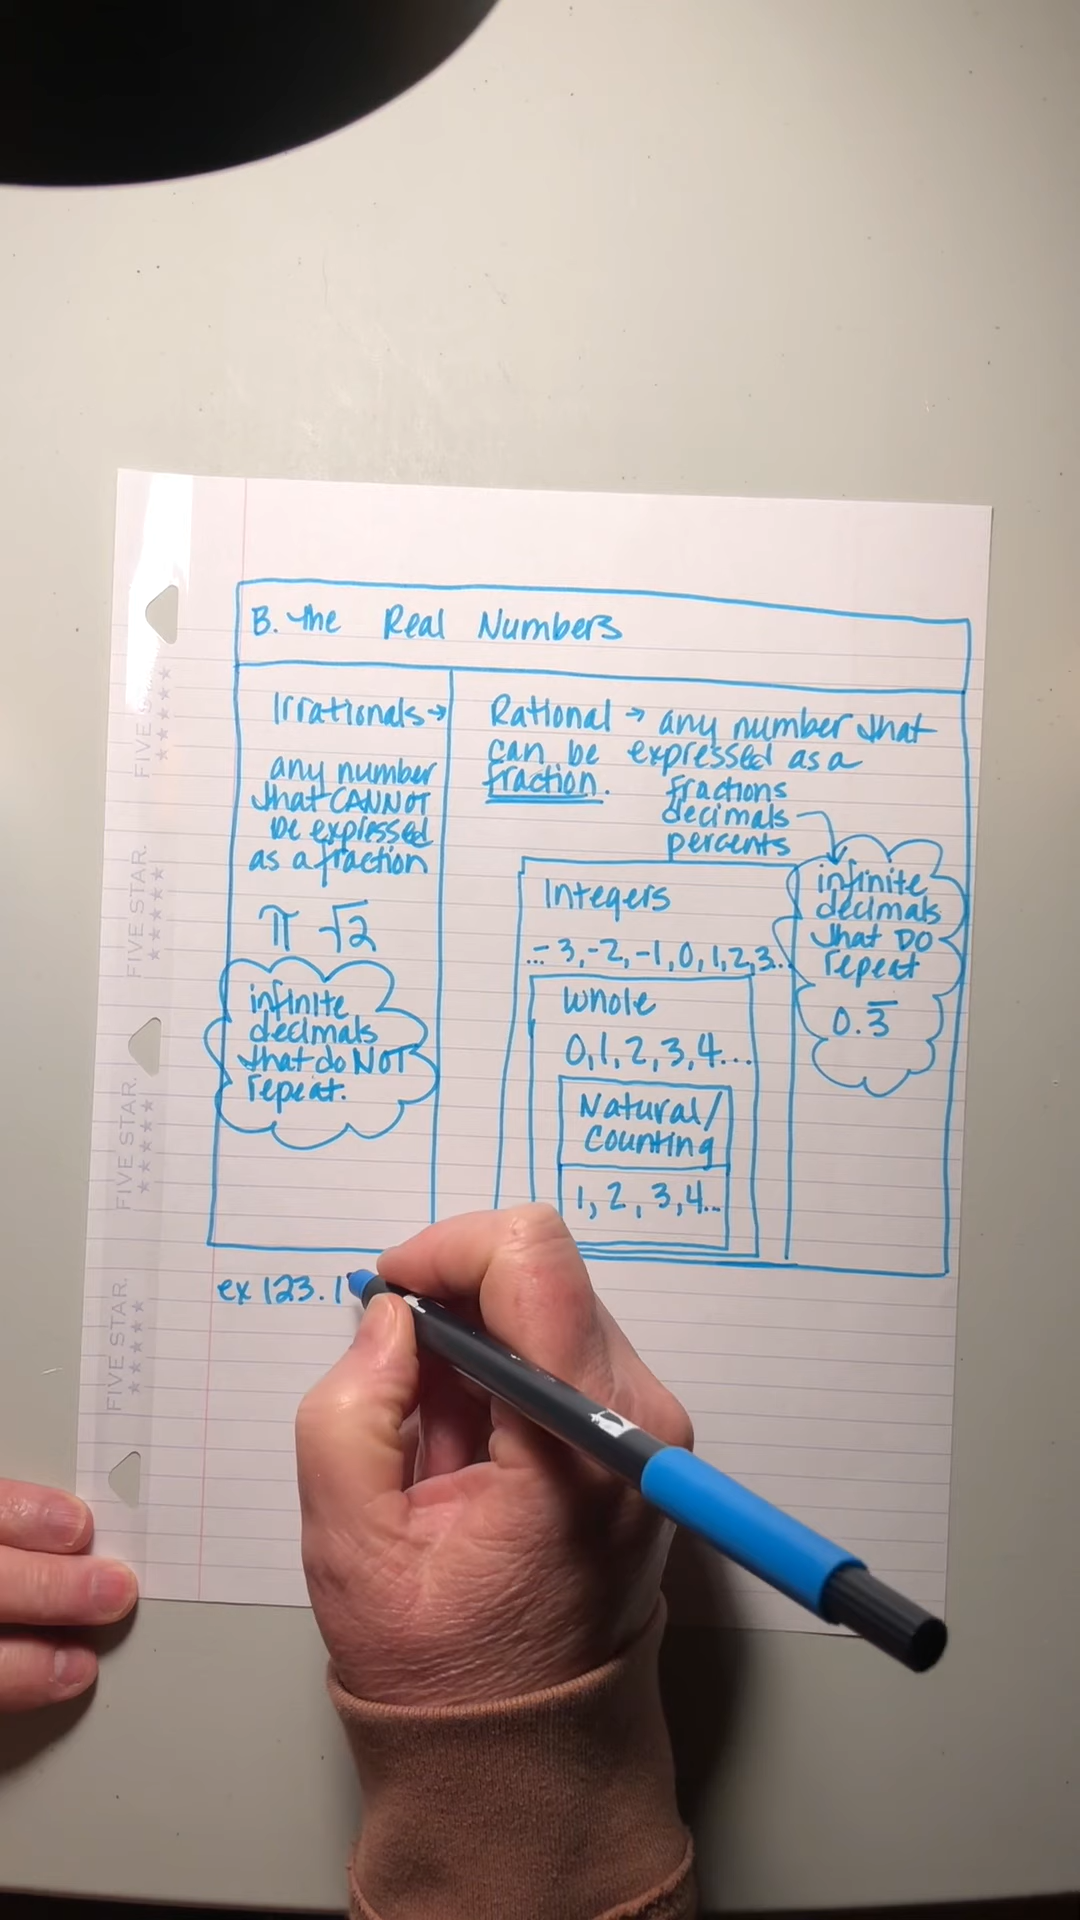 B. the Real Numbers
Irrationals →
any number
that CANNOT
be expressed
as a fraction
π √2
infinite
decimals
that do NOT
repeat.
Rational → any number that
can be expressed as a
fraction.
fractions
decimals
percents
Integers
... -3, -2, -1, 0, 1, 2, 3...
Whole
0, 1, 2, 3, 4...
Natural/
Counting
1, 2, 3, 4...
infinite
decimals
that DO
repeat
0.3̅
ex 123.1
FIVE STAR.
FIVE STAR.
FIVE STAR.
FIVE STAR.